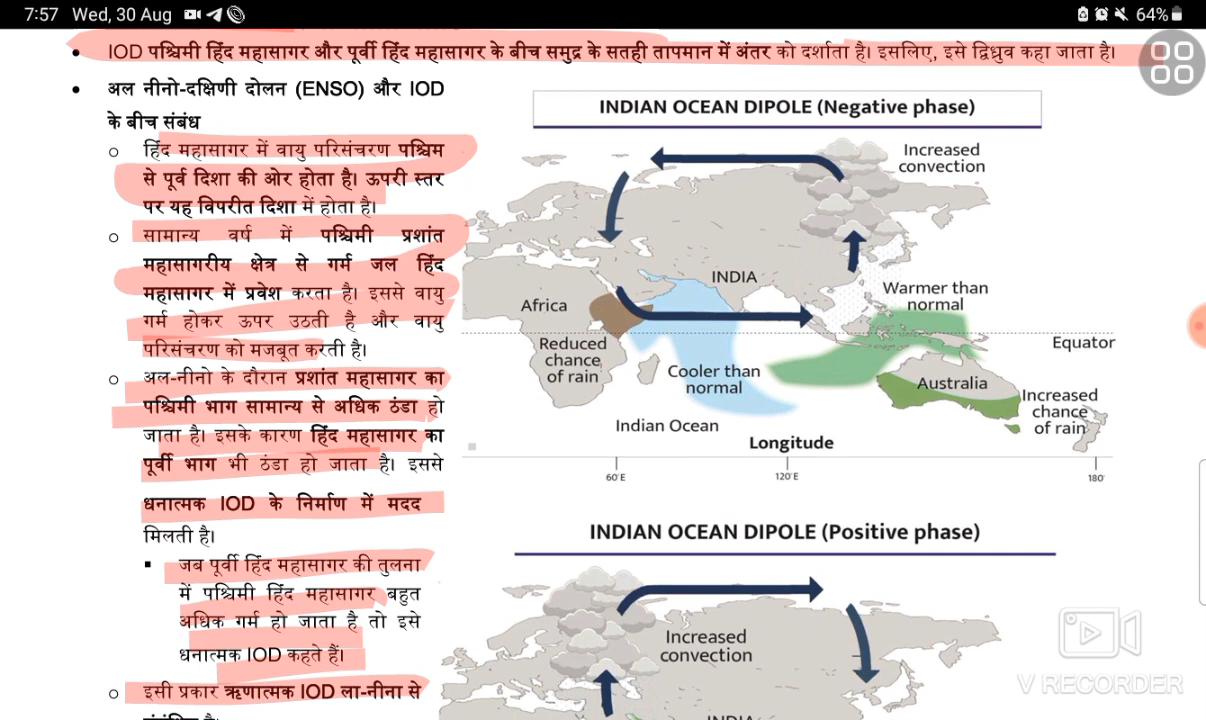 7:57 Wed, 30 Aug
64%
• IOD पश्चिमी हिंद महासागर और पूर्वी हिंद महासागर के बीच समुद्र के सतही तापमान में अंतर को दर्शाता है। इसलिए, इसे द्विध्रुव कहा जाता है।
• अल नीनो-दक्षिणी दोलन (ENSO) और IOD
के बीच संबंध
o हिंद महासागर में वायु परिसंचरण पश्चिम
से पूर्व दिशा की ओर होता है। ऊपरी स्तर
पर यह विपरीत दिशा में होता है।
o सामान्य वर्ष में पश्चिमी प्रशांत
महासागरीय क्षेत्र से गर्म जल हिंद
महासागर में प्रवेश करता है। इससे वायु
गर्म होकर ऊपर उठती है और वायु
परिसंचरण को मजबूत करती है।
o अल-नीनो के दौरान प्रशांत महासागर का
पश्चिमी भाग सामान्य से अधिक ठंडा हो
जाता है। इसके कारण हिंद महासागर का
पूर्वी भाग भी ठंडा हो जाता है। इससे
धनात्मक IOD के निर्माण में मदद
मिलती है।
▪ जब पूर्वी हिंद महासागर की तुलना
में पश्चिमी हिंद महासागर बहुत
अधिक गर्म हो जाता है तो इसे
धनात्मक IOD कहते हैं।
o इसी प्रकार ऋणात्मक IOD ला-नीना से
INDIAN OCEAN DIPOLE (Negative phase)
Increased
convection
INDIA
Africa
Warmer than
normal
Equator
Reduced
chance
of rain
Cooler than
normal
Australia
Increased
chance
of rain
Indian Ocean
Longitude
60°E
120°E
180°
INDIAN OCEAN DIPOLE (Positive phase)
Increased
convection
INDIA
V RECORDER